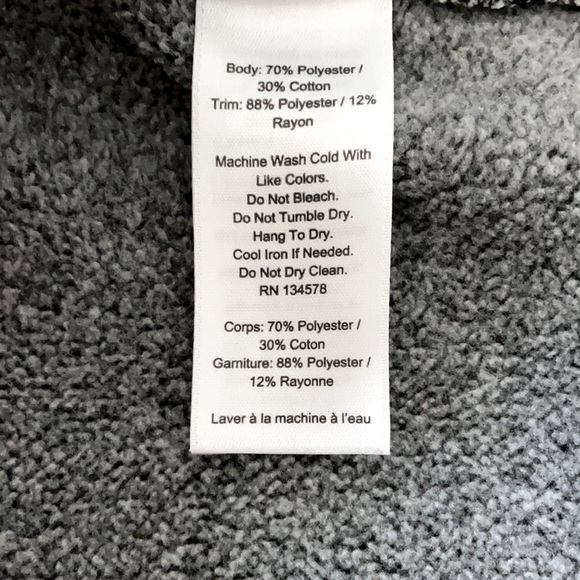 Body: 70% Polyester /
30% Cotton
Trim: 88% Polyester / 12%
Rayon
Machine Wash Cold With
Like Colors.
Do Not Bleach.
Do Not Tumble Dry.
Hang To Dry.
Cool Iron If Needed.
Do Not Dry Clean.
RN 134578
Corps: 70% Polyester /
30% Coton
Garniture: 88% Polyester /
12% Rayonne
Laver à la machine à l'eau